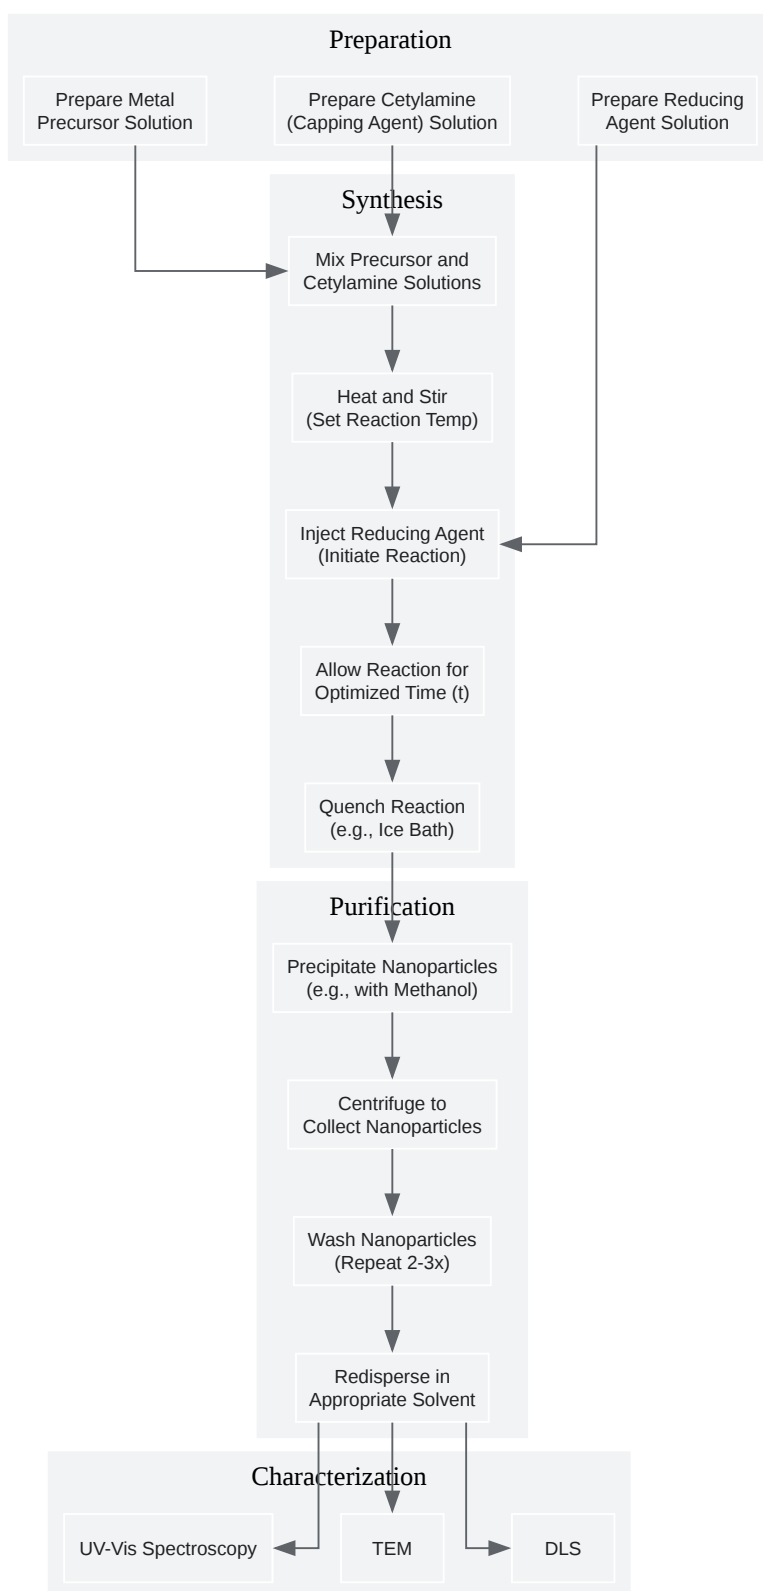 Preparation
Prepare Metal
Precursor Solution
Prepare Cetylamine
(Capping Agent) Solution
Prepare Reducing
Agent Solution
Synthesis
Mix Precursor and
Cetylamine Solutions
Heat and Stir
(Set Reaction Temp)
Inject Reducing Agent
(Initiate Reaction)
Allow Reaction for
Optimized Time (t)
Quench Reaction
(e.g., Ice Bath)
Purification
Precipitate Nanoparticles
(e.g., with Methanol)
Centrifuge to
Collect Nanoparticles
Wash Nanoparticles
(Repeat 2-3x)
Redisperse in
Appropriate Solvent
Characterization
UV-Vis Spectroscopy
TEM
DLS